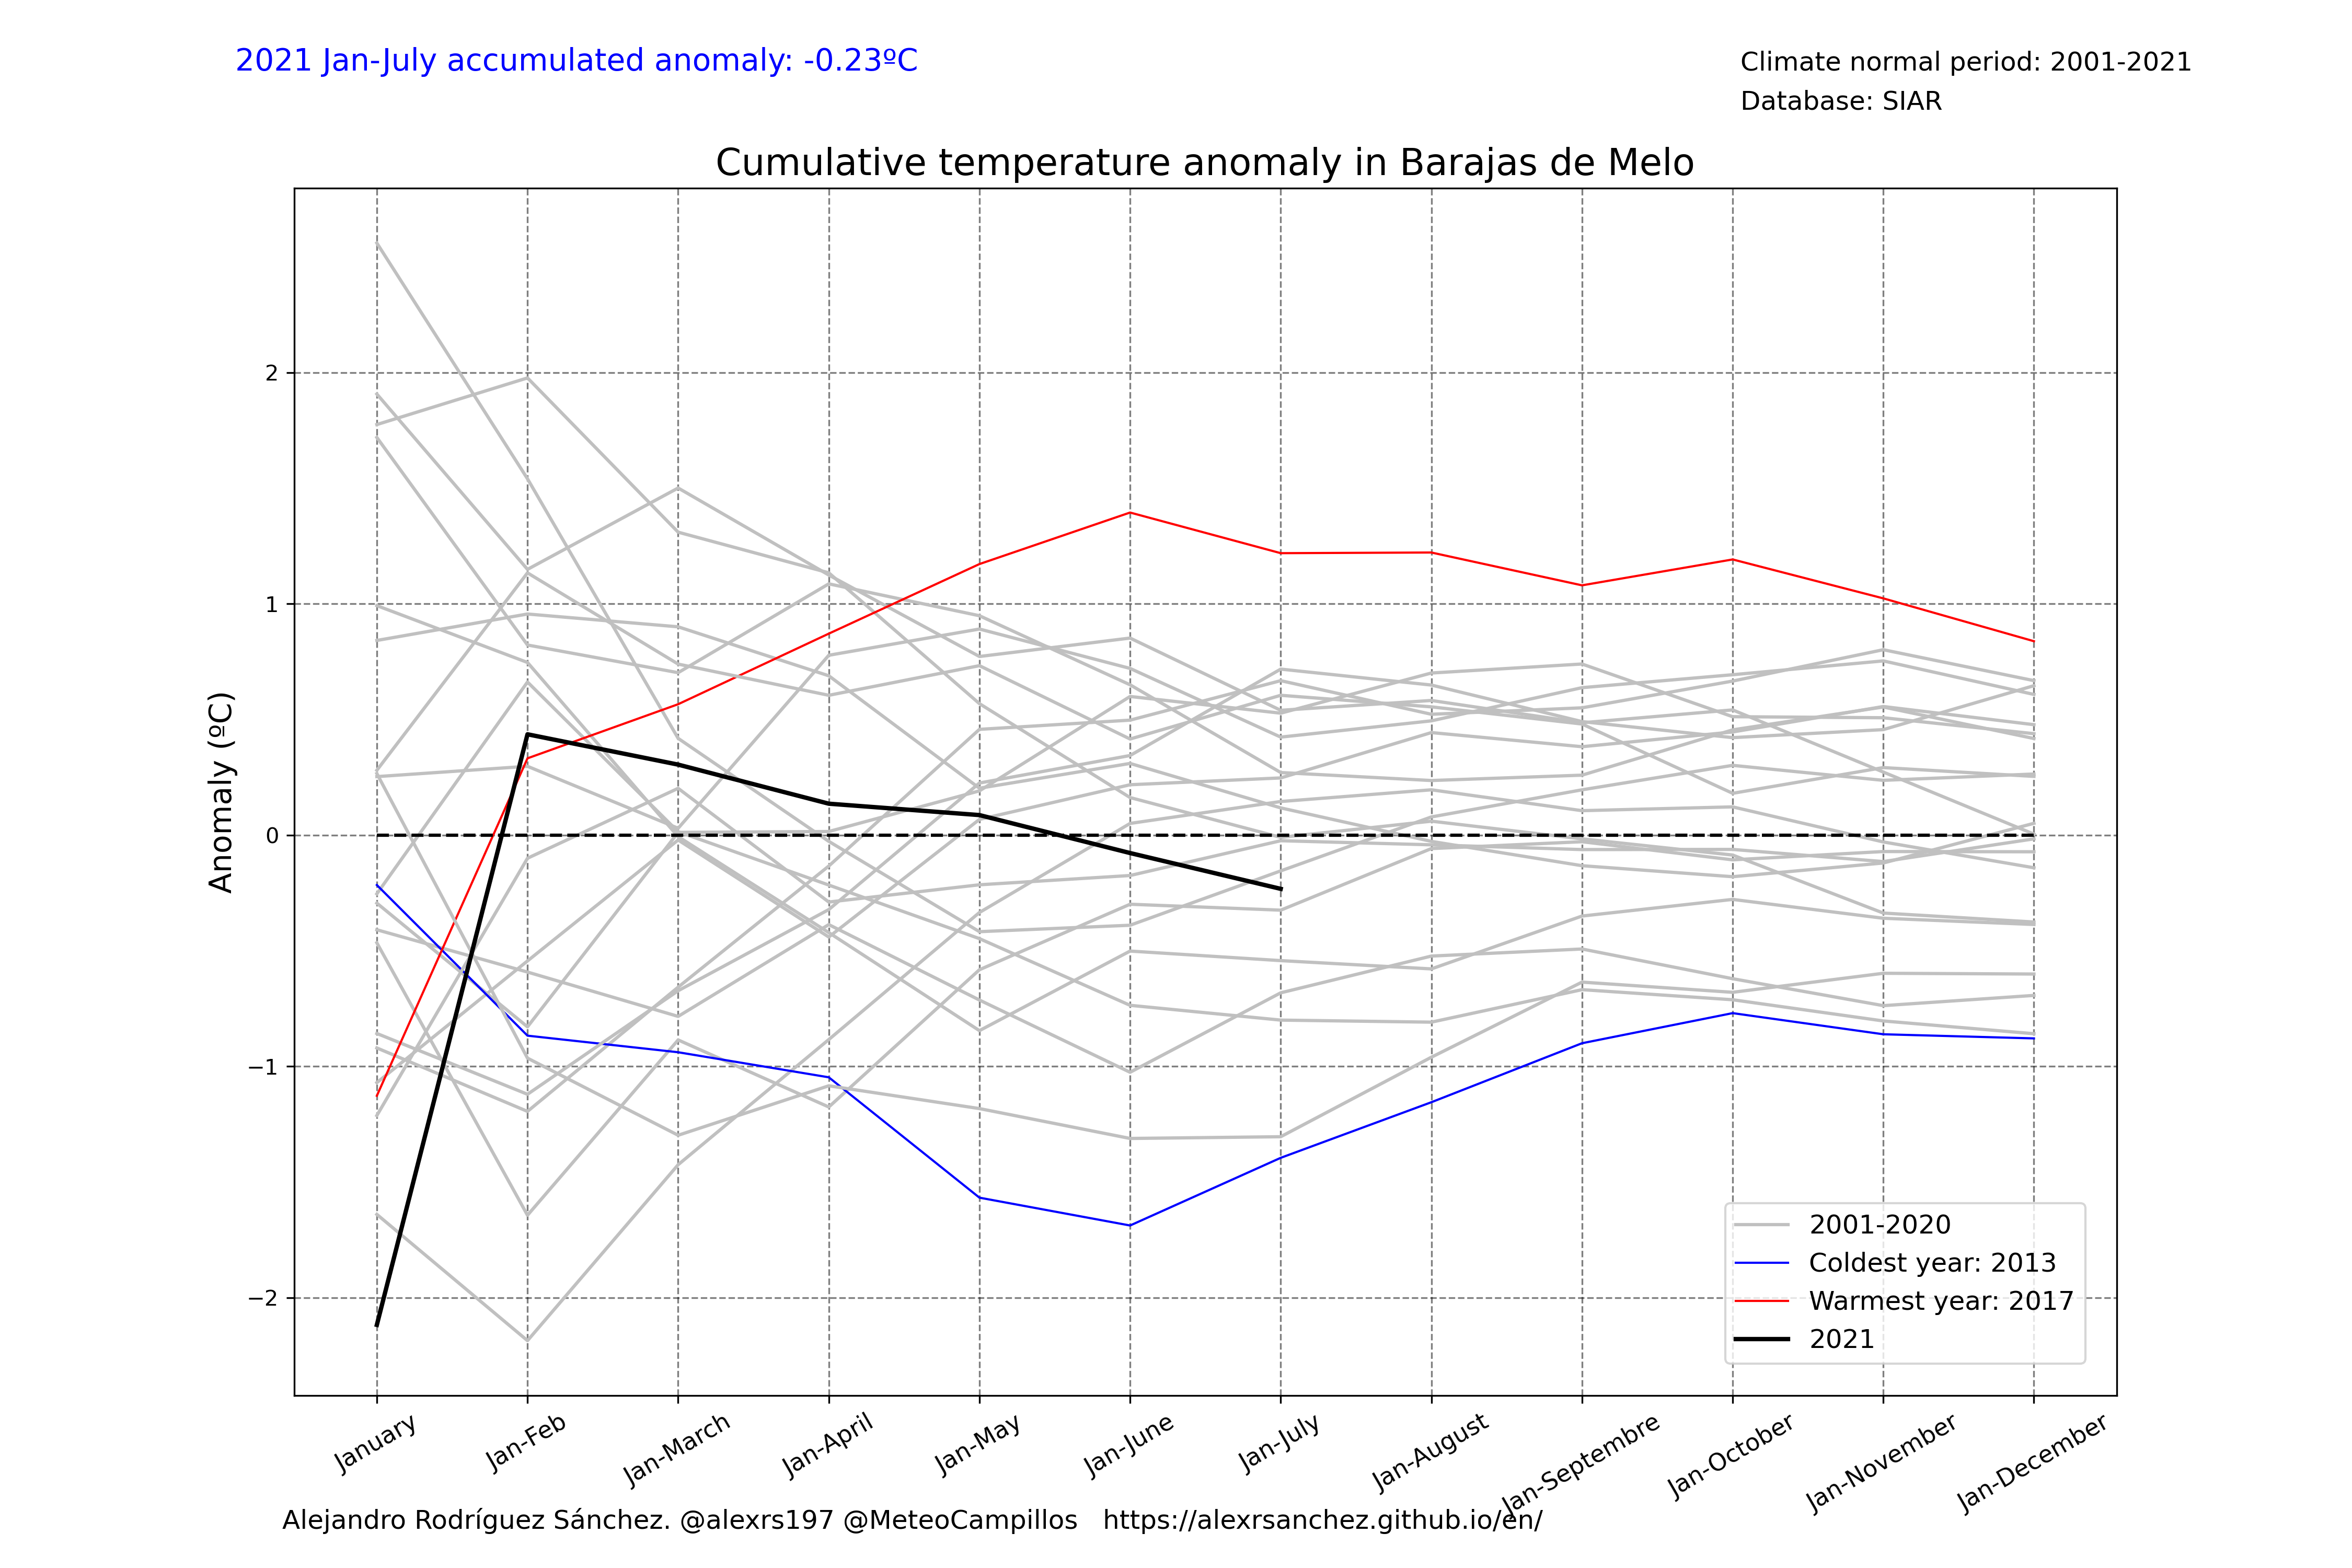 2021 Jan-July accumulated anomaly: -0.23ºC
Climate normal period: 2001-2021
Database: SIAR
Cumulative temperature anomaly in Barajas de Melo
Anomaly (ºC)
2
1
0
−1
−2
2001-2020
Coldest year: 2013
Warmest year: 2017
2021
January
Jan-Feb
Jan-March
Jan-April
Jan-May
Jan-June
Jan-July
Jan-August
Jan-Septembre
Jan-October
Jan-November
Jan-December
Alejandro Rodríguez Sánchez. @alexrs197 @MeteoCampillos   https://alexrsanchez.github.io/en/